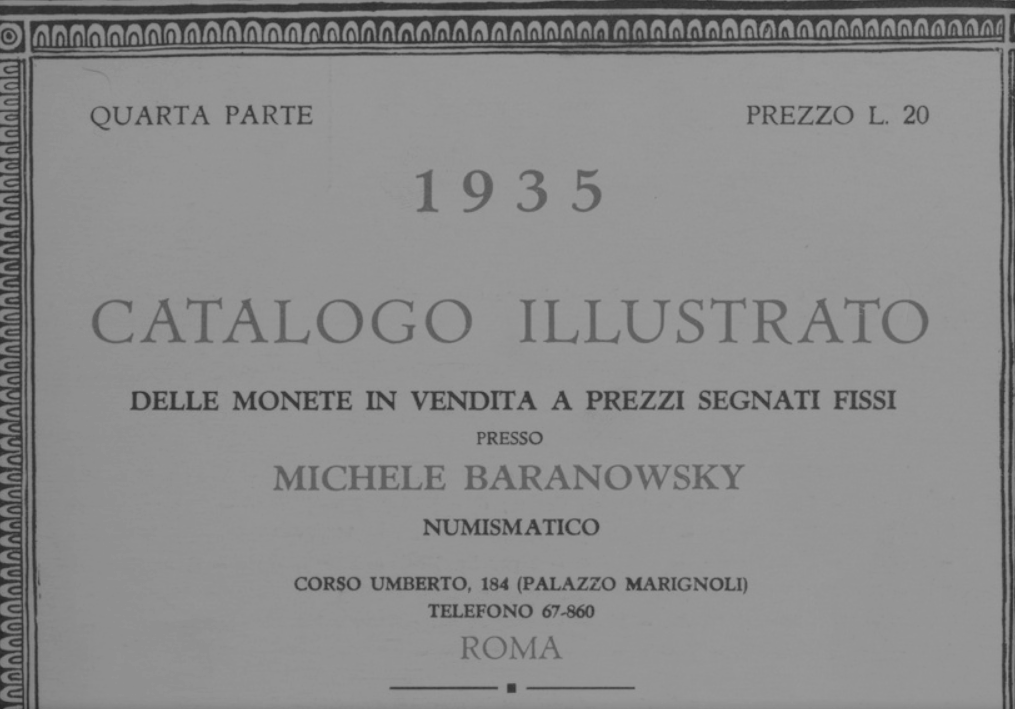 QUARTA PARTE PREZZO L. 20
1935
CATALOGO ILLUSTRATO
DELLE MONETE IN VENDITA A PREZZI SEGNATI FISSI
PRESSO
MICHELE BARANOWSKY
NUMISMATICO
CORSO UMBERTO, 184 (PALAZZO MARIGNOLI)
TELEFONO 67-860
ROMA